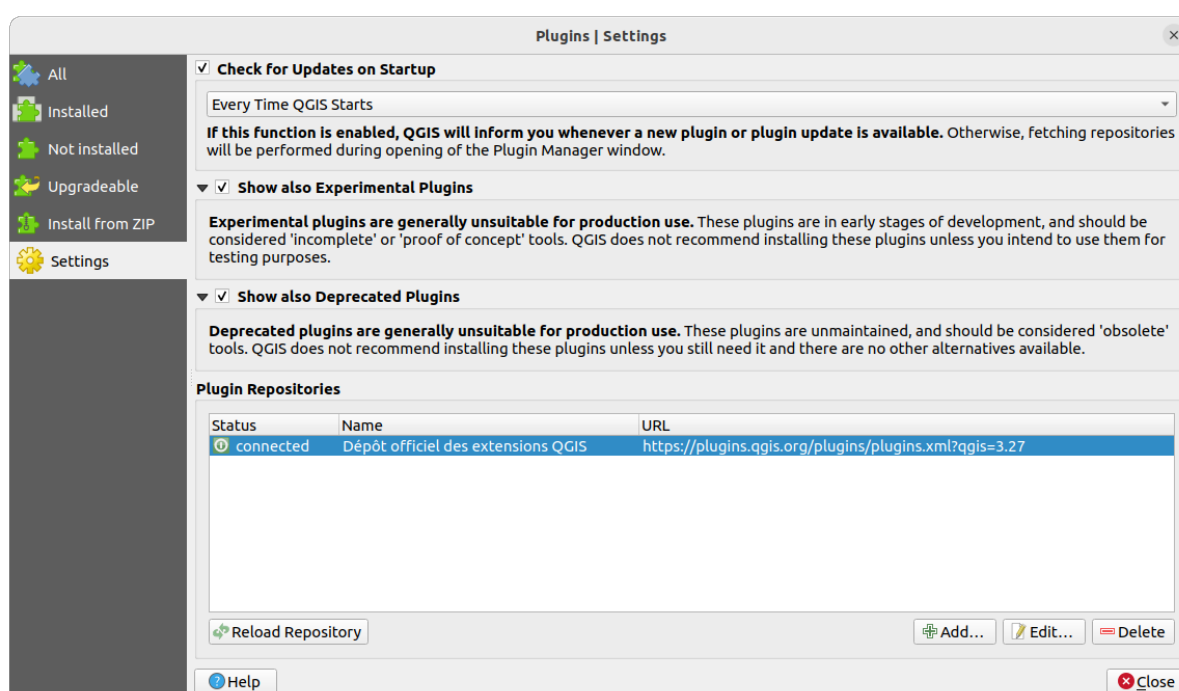 Plugins | Settings
All
Installed
Not installed
Upgradeable
Install from ZIP
Settings
Check for Updates on Startup
Every Time QGIS Starts
If this function is enabled, QGIS will inform you whenever a new plugin or plugin update is available. Otherwise, fetching repositories
will be performed during opening of the Plugin Manager window.
Show also Experimental Plugins
Experimental plugins are generally unsuitable for production use. These plugins are in early stages of development, and should be
considered 'incomplete' or 'proof of concept' tools. QGIS does not recommend installing these plugins unless you intend to use them for
testing purposes.
Show also Deprecated Plugins
Deprecated plugins are generally unsuitable for production use. These plugins are unmaintained, and should be considered 'obsolete'
tools. QGIS does not recommend installing these plugins unless you still need it and there are no other alternatives available.
Plugin Repositories
Status Name URL
connected Dépôt officiel des extensions QGIS https://plugins.qgis.org/plugins/plugins.xml?qgis=3.27
Reload Repository Add... Edit... Delete
Help Close